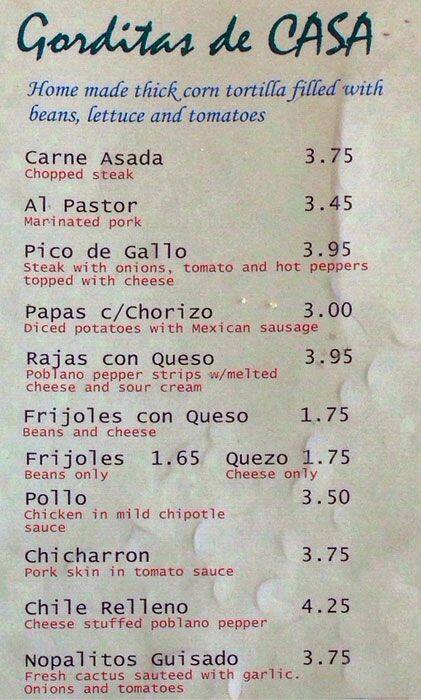 Gorditas de CASA
Home made thick corn tortilla filled with
beans, lettuce and tomatoes
Carne Asada 3.75
Chopped steak
Al Pastor 3.45
Marinated pork
Pico de Gallo 3.95
Steak with onions, tomato and hot peppers
topped with cheese
Papas c/Chorizo 3.00
Diced potatoes with Mexican sausage
Rajas con Queso 3.95
Poblano pepper strips w/melted
cheese and sour cream
Frijoles con Queso 1.75
Beans and cheese
Frijoles 1.65 Quezo 1.75
Beans only Cheese only
Pollo 3.50
Chicken in mild chipotle
sauce
Chicharron 3.75
Pork skin in tomato sauce
Chile Relleno 4.25
Cheese stuffed poblano pepper
Nopalitos Guisado 3.75
Fresh cactus sauteed with garlic.
Onions and tomatoes